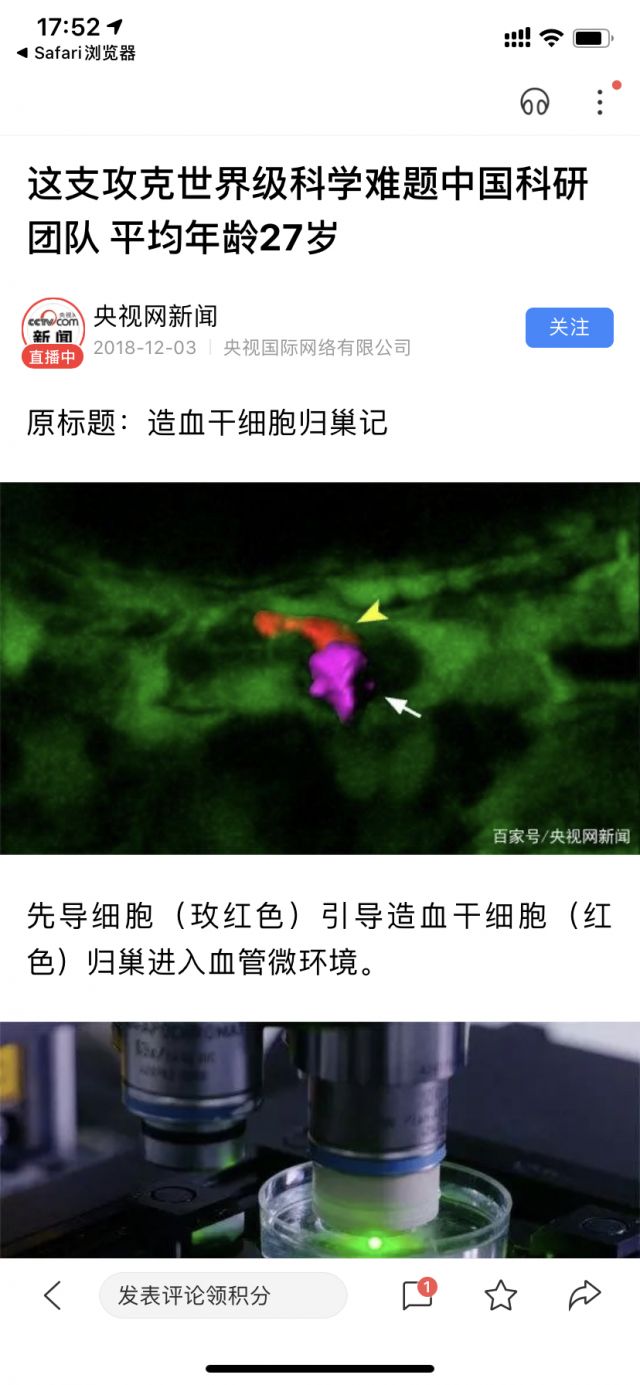 17:52
Safari浏览器
这支攻克世界级科学难题中国科研
团队 平均年龄27岁
央视网
CCTV.com
新闻
直播中
央视网新闻
2018-12-03
央视国际网络有限公司
关注
原标题：造血干细胞归巢记
百家号/央视网新闻
先导细胞（玫红色）引导造血干细胞（红
色）归巢进入血管微环境。
发表评论领积分
1